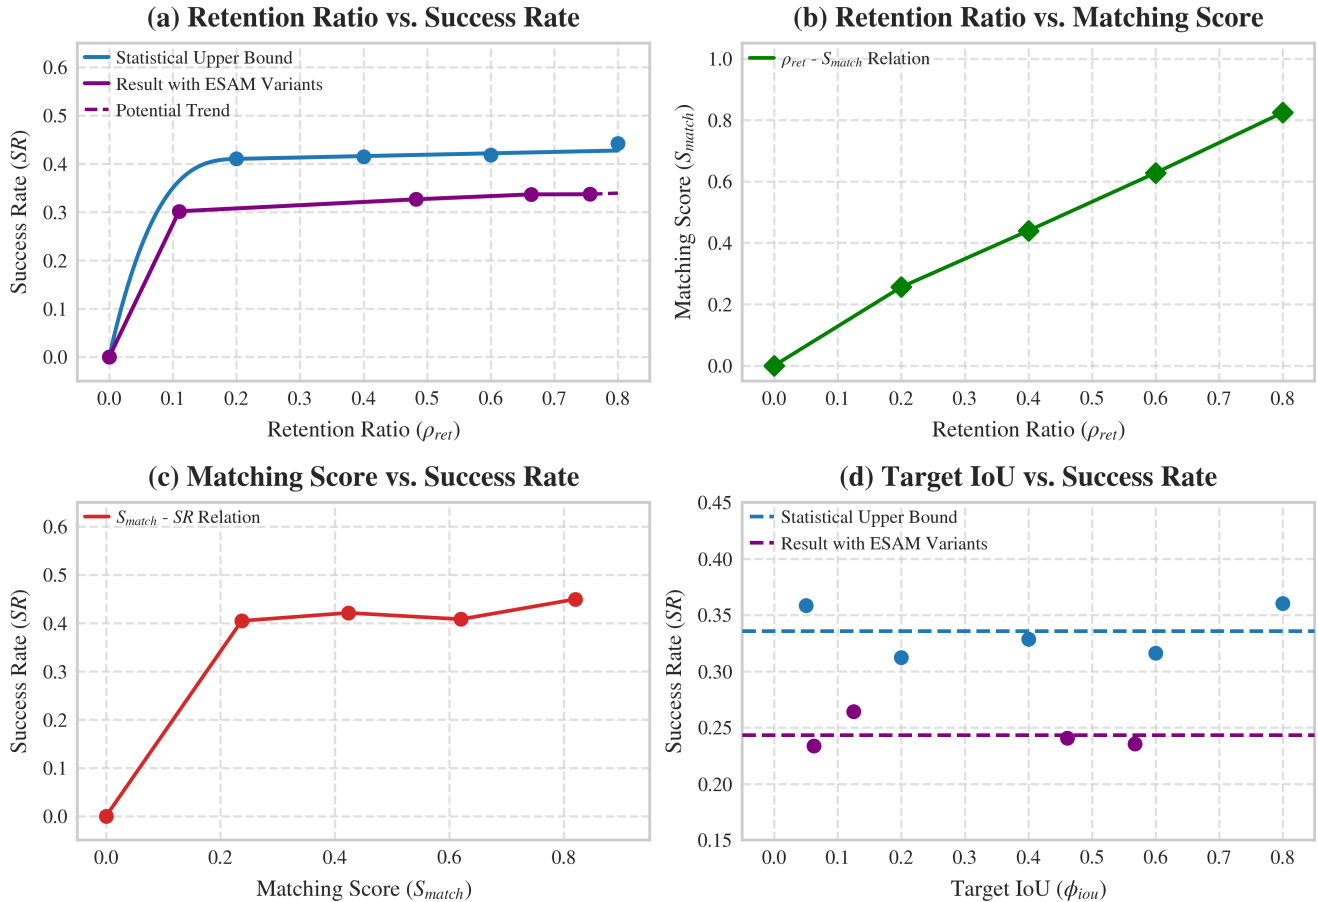 (a) Retention Ratio vs. Success Rate
Statistical Upper Bound
Result with ESAM Variants
Potential Trend
Success Rate (SR)
0.6
0.5
0.4
0.3
0.2
0.1
0.0
0.0 0.1 0.2 0.3 0.4 0.5 0.6 0.7 0.8
Retention Ratio (ρret)
(b) Retention Ratio vs. Matching Score
ρret - Smatch Relation
Matching Score (Smatch)
1.0
0.8
0.6
0.4
0.2
0.0
0.0 0.1 0.2 0.3 0.4 0.5 0.6 0.7 0.8
Retention Ratio (ρret)
(c) Matching Score vs. Success Rate
Smatch - SR Relation
Success Rate (SR)
0.6
0.5
0.4
0.3
0.2
0.1
0.0
0.0 0.2 0.4 0.6 0.8
Matching Score (Smatch)
(d) Target IoU vs. Success Rate
Statistical Upper Bound
Result with ESAM Variants
Success Rate (SR)
0.45
0.40
0.35
0.30
0.25
0.20
0.15
0.0 0.1 0.2 0.3 0.4 0.5 0.6 0.7 0.8
Target IoU (ϕiou)